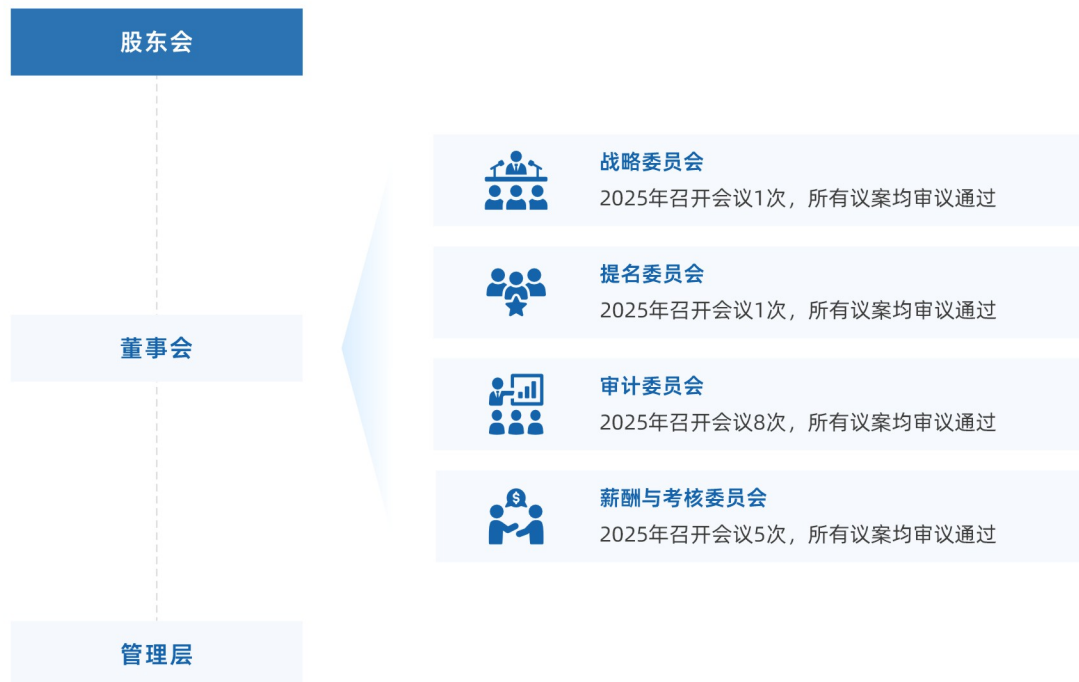 股东会
战略委员会
2025年召开会议1次，所有议案均审议通过
提名委员会
2025年召开会议1次，所有议案均审议通过
董事会
审计委员会
2025年召开会议8次，所有议案均审议通过
薪酬与考核委员会
2025年召开会议5次，所有议案均审议通过
管理层